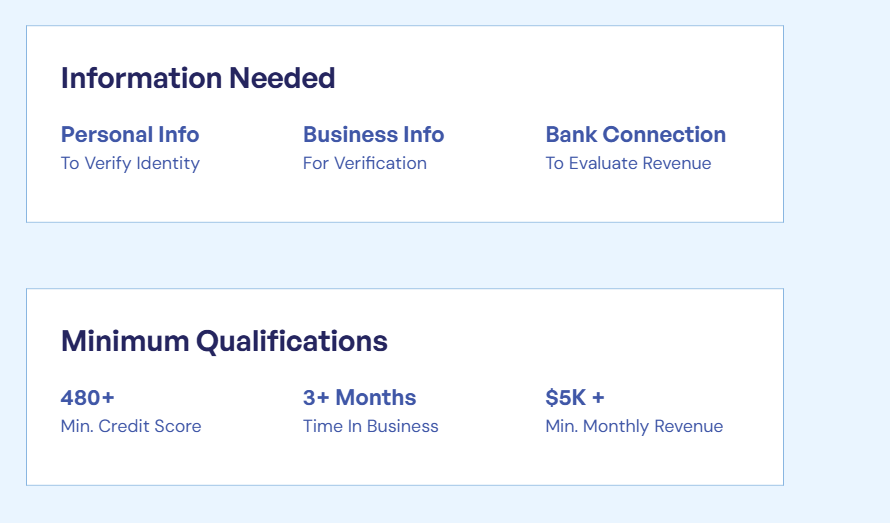 Information Needed
Personal Info
To Verify Identity
Business Info
For Verification
Bank Connection
To Evaluate Revenue
Minimum Qualifications
480+
Min. Credit Score
3+ Months
Time In Business
$5K +
Min. Monthly Revenue